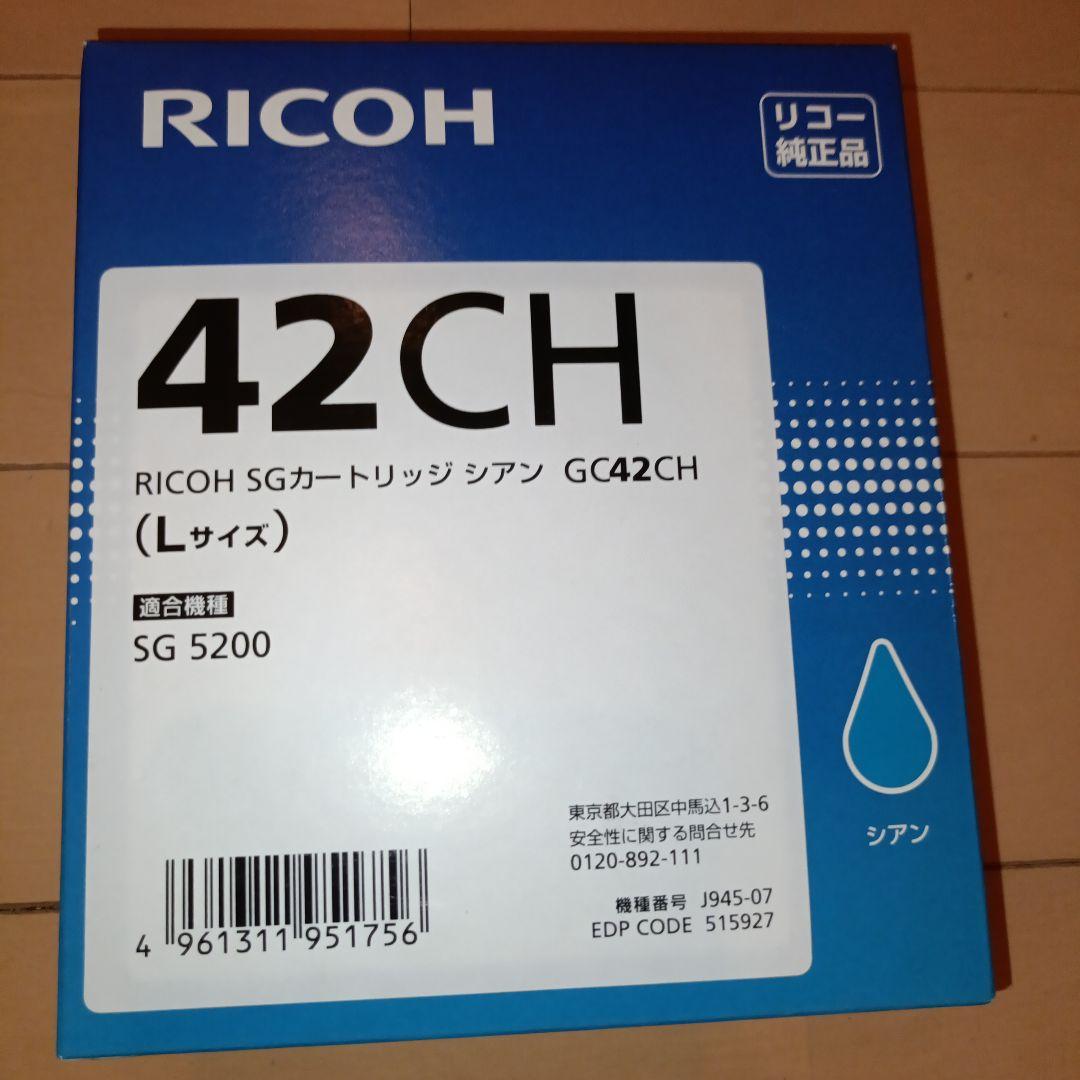 RICOH
リコー
純正品
42CH
RICOH SGカートリッジ シアン GC42CH
(Lサイズ)
適合機種
SG 5200
シアン
東京都大田区中馬込1-3-6
安全性に関する問合せ先
0120-892-111
機種番号 J945-07
EDP CODE 515927
4 961311 951756